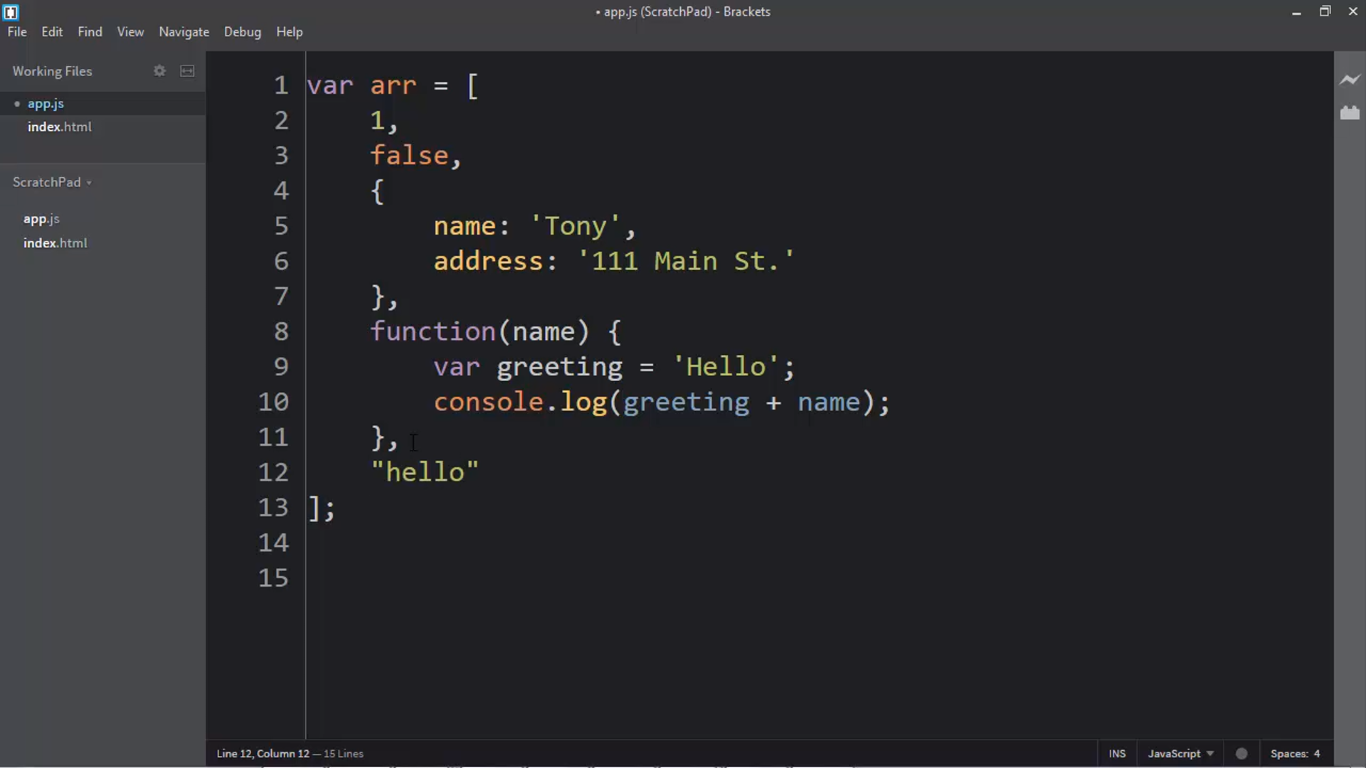 • app.js (ScratchPad) - Brackets
File Edit Find View Navigate Debug Help
Working Files
• app.js
index.html
ScratchPad
app.js
index.html
1 var arr = [
2     1,
3     false,
4     {
5         name: 'Tony',
6         address: '111 Main St.'
7     },
8     function(name) {
9         var greeting = 'Hello';
10         console.log(greeting + name);
11     },
12     "hello"
13 ];
14
15
Line 12, Column 12 — 15 Lines
INS JavaScript Spaces: 4